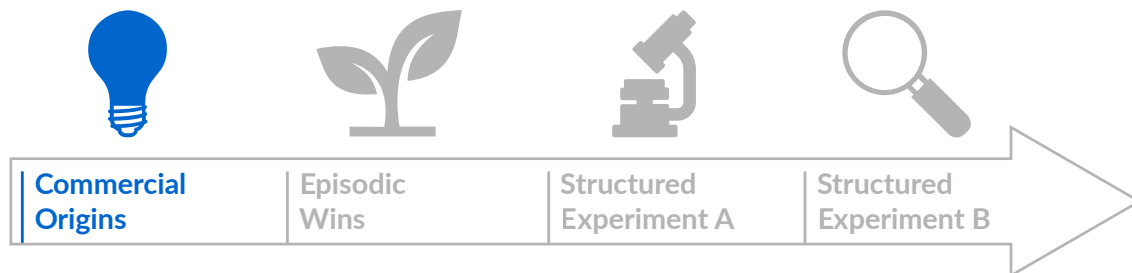 Commercial
Origins
Episodic
Wins
Structured
Experiment A
Structured
Experiment B